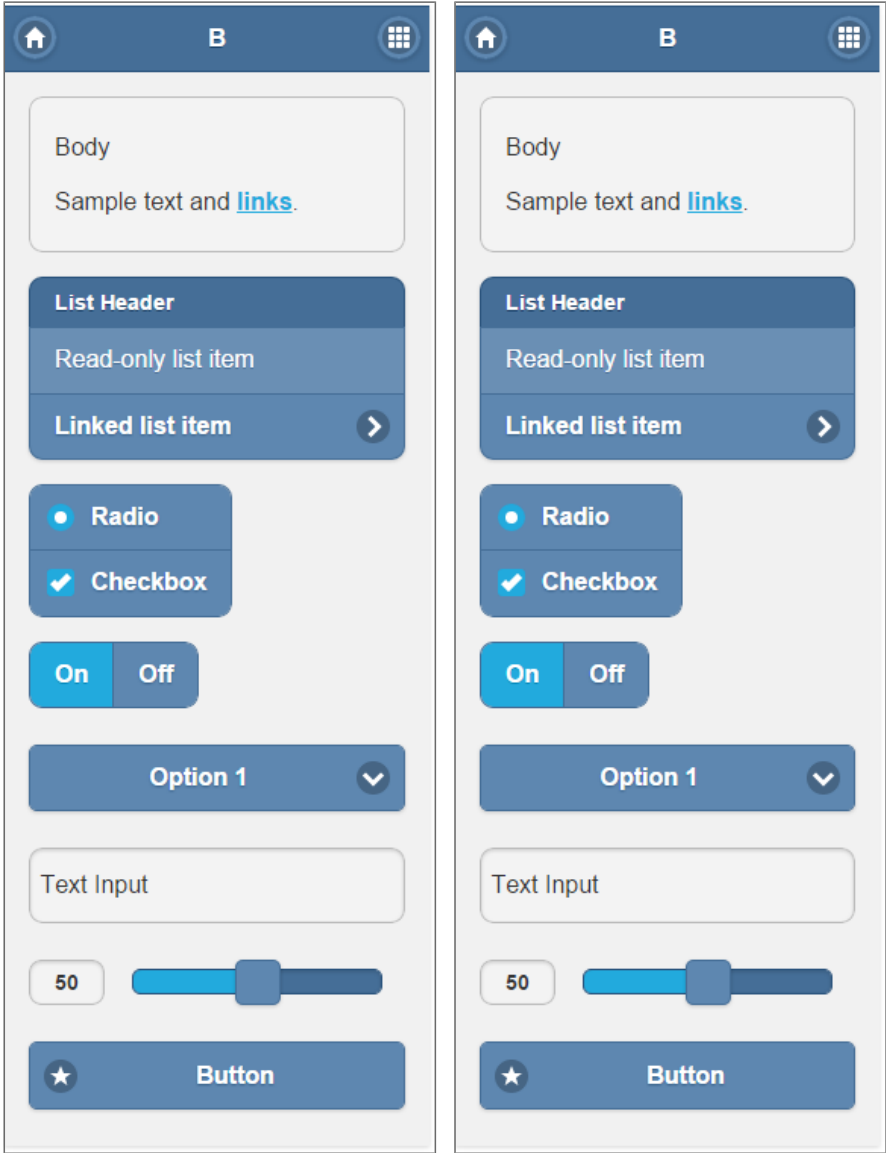 B
Body
Sample text and links.
List Header
Read-only list item
Linked list item
Radio
Checkbox
On Off
Option 1
Text Input
50
Button
B
Body
Sample text and links.
List Header
Read-only list item
Linked list item
Radio
Checkbox
On Off
Option 1
Text Input
50
Button